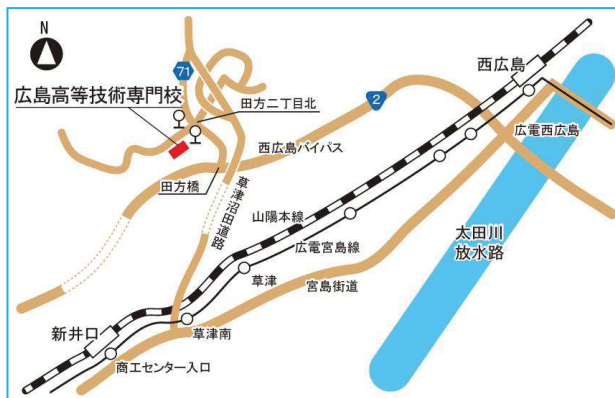 N
71
西広島
広島高等技術専門校
田方二丁目北
2
広電西広島
西広島バイパス
田方橋
草津沼田道路
山陽本線
太田川
放水路
広電宮島線
草津
宮島街道
新井口
草津南
商工センター入口